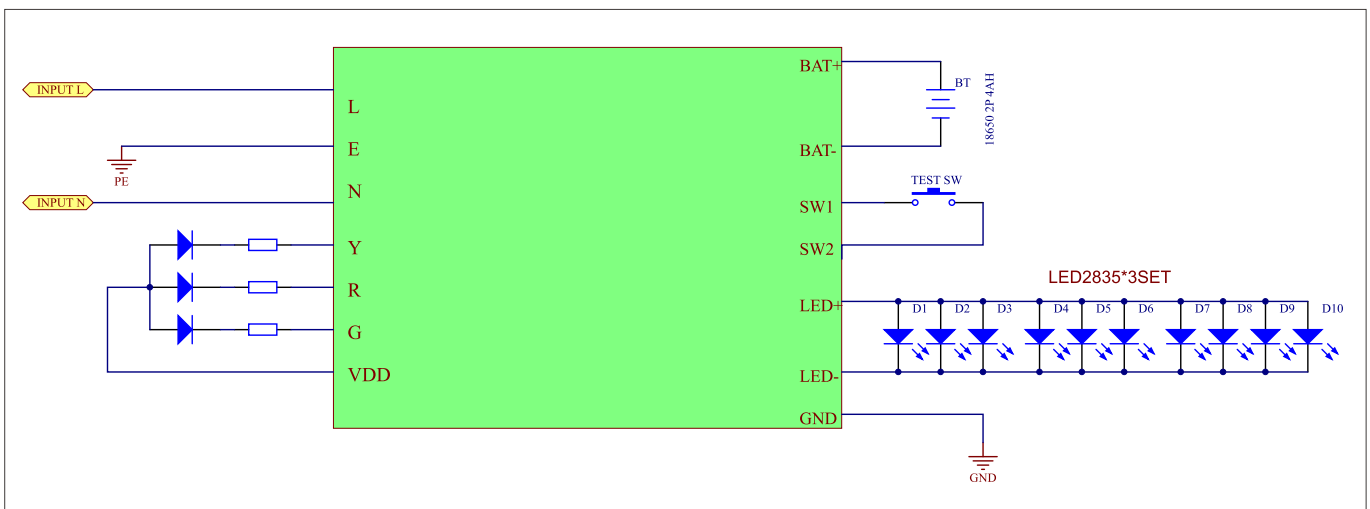 INPUT L
PE
INPUT N
L
E
N
Y
R
G
VDD
BAT+
BAT-
SW1
SW2
LED+
LED-
GND
BT
18650 2P 4AH
TEST SW
LED2835*3SET
D1 D2 D3 D4 D5 D6 D7 D8 D9 D10
GND